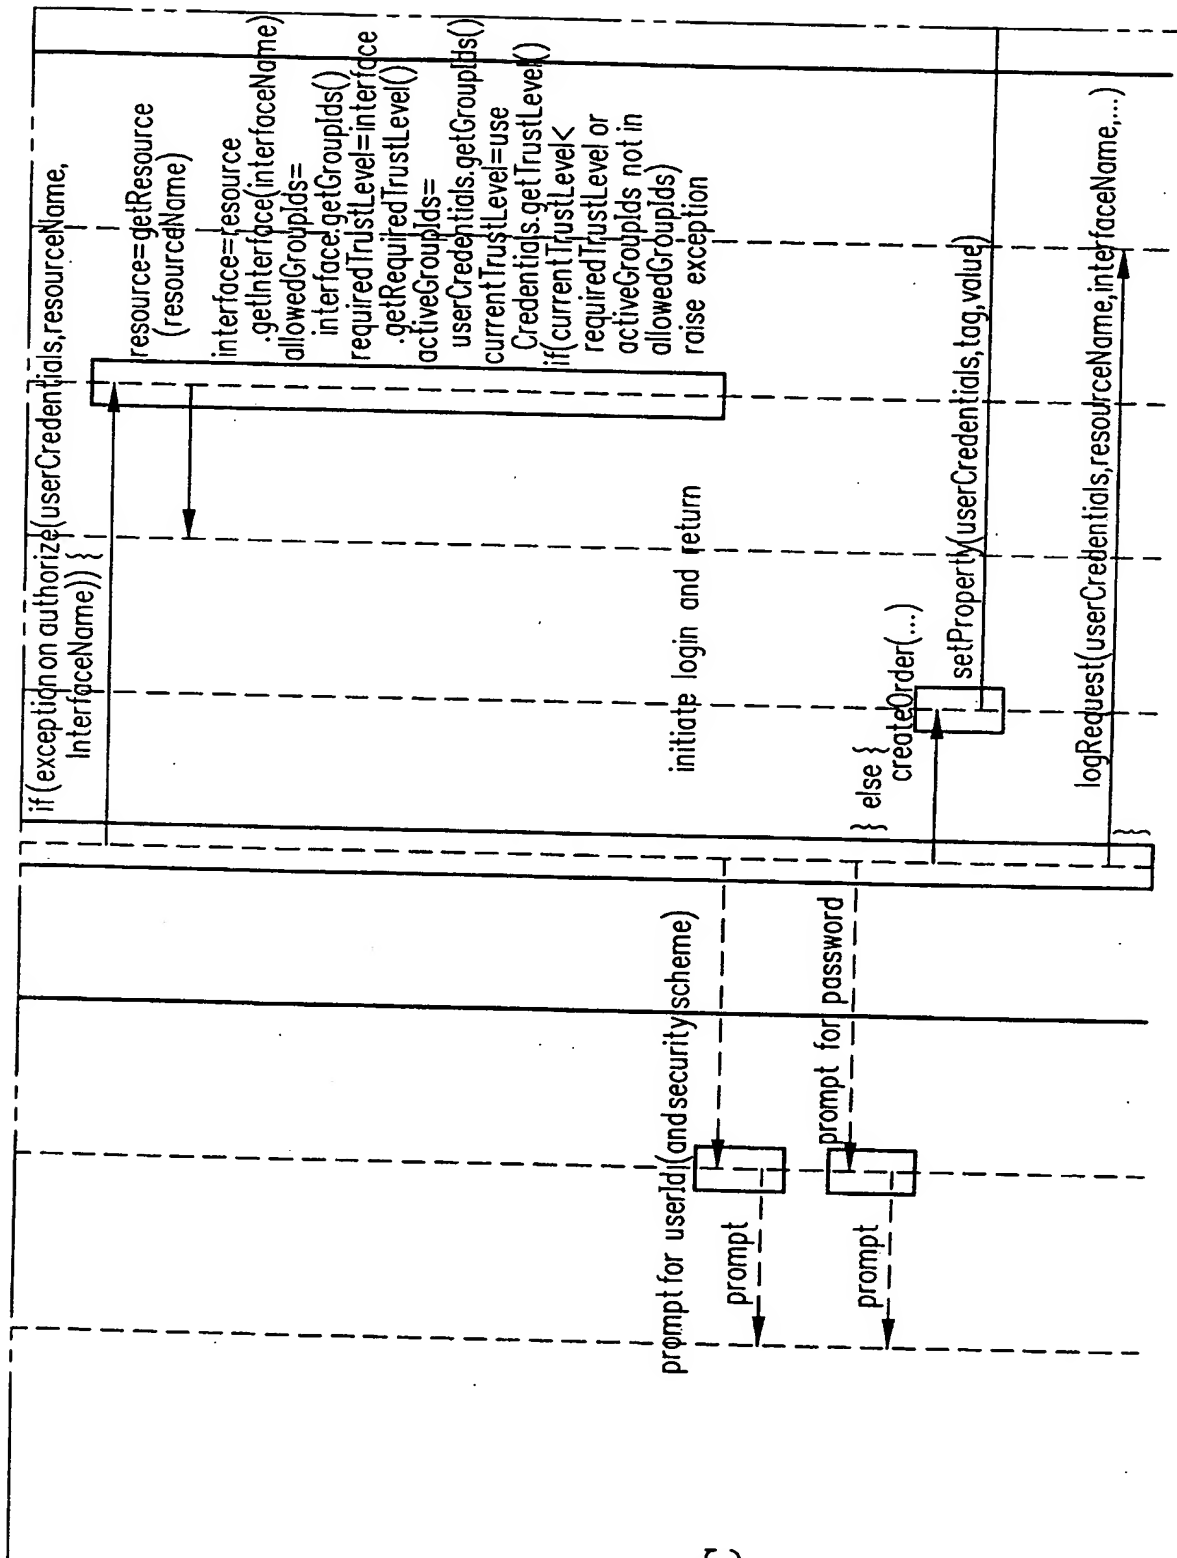 if(exception on authorize(userCredentials,resourceName,
InterfaceName)) {
resource=getResource
(resourceName)
interface=resource
.getInterface(interfaceName)
allowedGroupIds=
interface.getGroupIds()
requiredTrustLevel=interface
.getRequiredTrustLevel()
activeGroupIds=
userCredentials.getGroupIds()
currentTrustLevel=use
Credentials.getTrustLevel()
if(currentTrustLevel<
requiredTrustLevel or
activeGroupIds not in
allowedGroupIds)
raise exception
initiate login and return
prompt for userId(and security scheme)
prompt
prompt for password
prompt
} else {
createOrder(...)
setProperty(userCredentials,tag,value)
logRequest(userCredentials,resourceName,interfaceName,...)
}